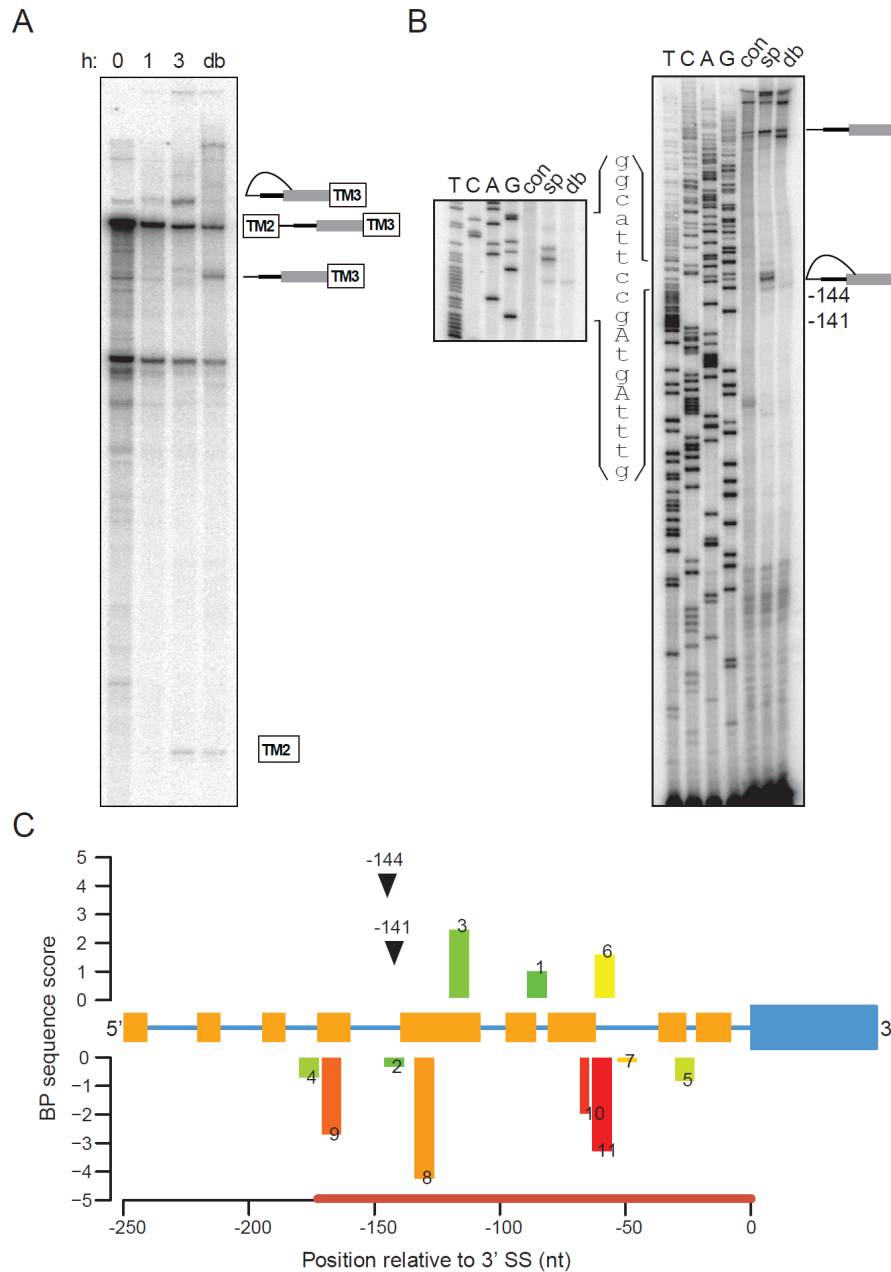 A
h: 0 1 3 db
TM3
TM2 TM3
TM3
TM2
B
T C A G con sp db
T C A G con sp db
g
g
c
a
t
t
c
c
g
A
t
g
A
t
t
t
g
-144
-141
C
BP sequence score
5
4
3
2
1
0
-144
-141
3
1
6
5'
3
0
−1
−2
−3
−4
−5
4
9
2
8
10
11
7
5
-250
-200
-150
-100
-50
0
Position relative to 3' SS (nt)